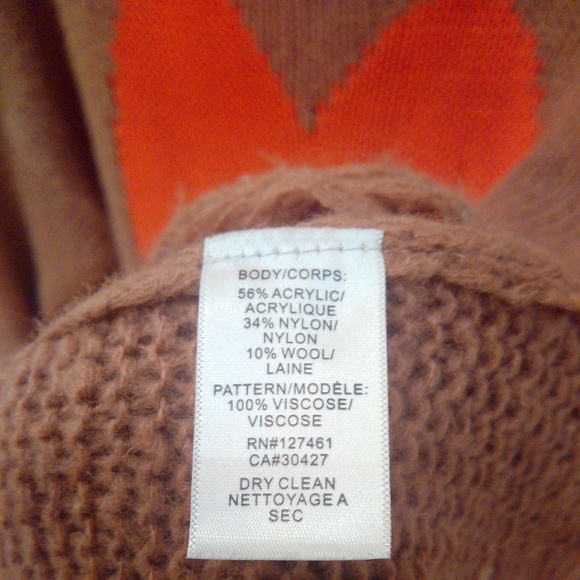 BODY/CORPS:
56% ACRYLIC/
ACRYLIQUE
34% NYLON/
NYLON
10% WOOL/
LAINE
PATTERN/MODÈLE:
100% VISCOSE/
VISCOSE
RN#127461
CA#30427
DRY CLEAN
NETTOYAGE A
SEC